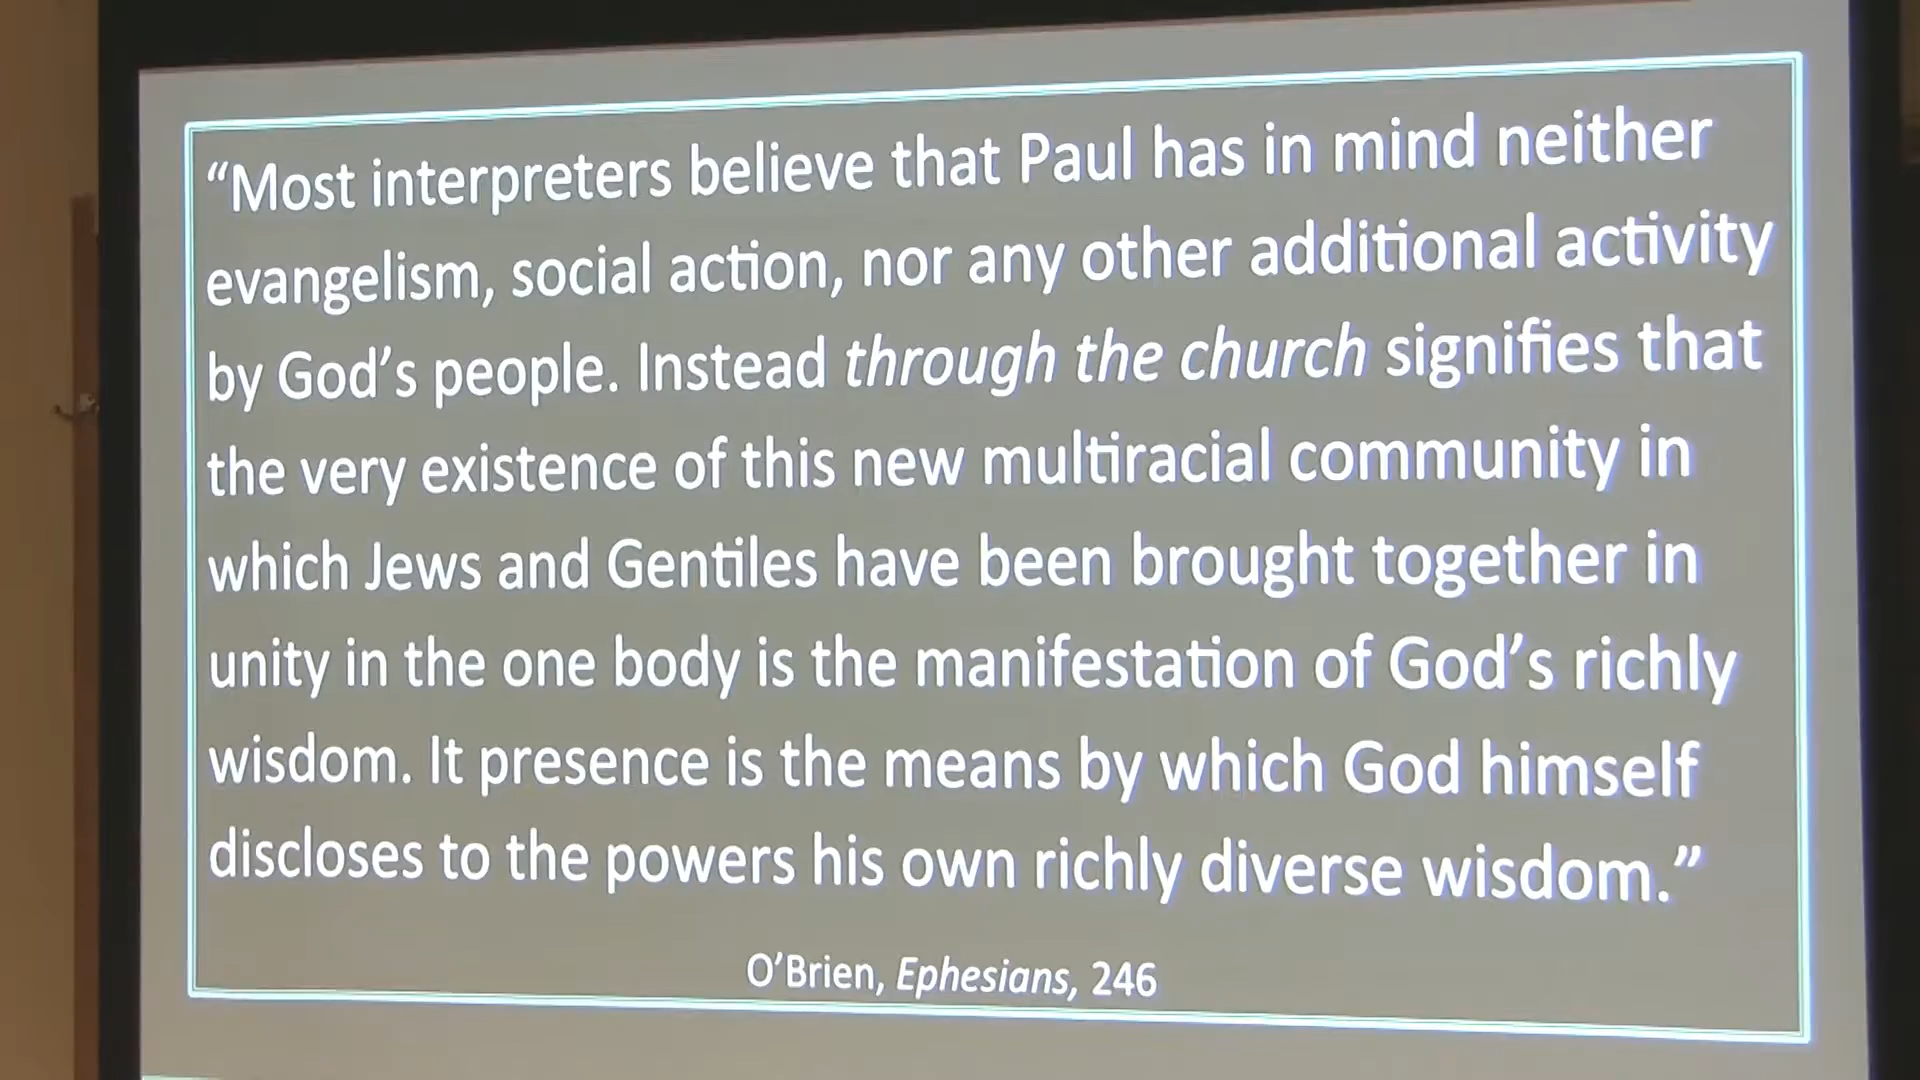 “Most interpreters believe that Paul has in mind neither
evangelism, social action, nor any other additional activity
by God’s people. Instead through the church signifies that
the very existence of this new multiracial community in
which Jews and Gentiles have been brought together in
unity in the one body is the manifestation of God’s richly
wisdom. It presence is the means by which God himself
discloses to the powers his own richly diverse wisdom.”
O’Brien, Ephesians, 246